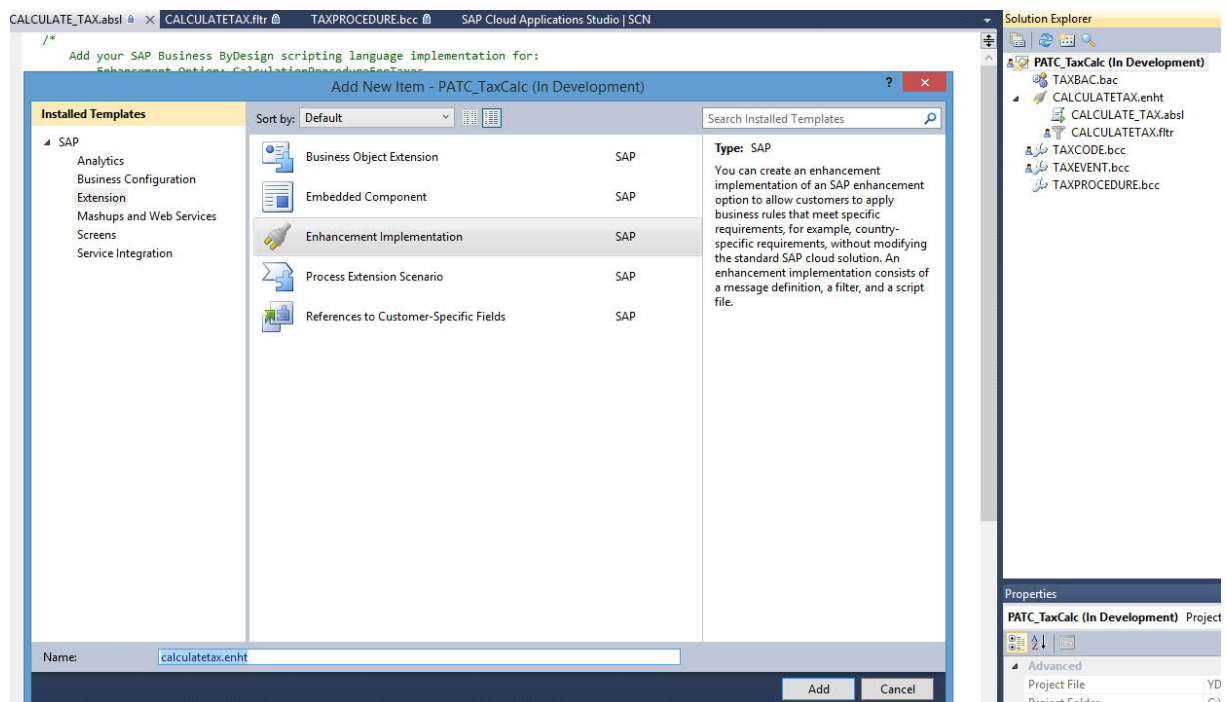 CALCULATE_TAX.absl
CALCULATETAX.fltr
TAXPROCEDURE.bcc
SAP Cloud Applications Studio | SCN
/*
Add your SAP Business ByDesign scripting language implementation for:
Enhancement Option: CalculationProcedureForTaxes
Add New Item - PATC_TaxCalc (In Development)
?
Installed Templates
SAP
Analytics
Business Configuration
Extension
Mashups and Web Services
Screens
Service Integration
Sort by: Default
Business Object Extension SAP
Embedded Component SAP
Enhancement Implementation SAP
Process Extension Scenario SAP
References to Customer-Specific Fields SAP
Search Installed Templates
Type: SAP
You can create an enhancement
implementation of an SAP enhancement
option to allow customers to apply
business rules that meet specific
requirements, for example, country-
specific requirements, without modifying
the standard SAP cloud solution. An
enhancement implementation consists of
a message definition, a filter, and a script
file.
Name: calculatetax.enht
Add
Cancel
Solution Explorer
PATC_TaxCalc (In Development)
TAXBAC.bac
CALCULATETAX.enht
CALCULATE_TAX.absl
CALCULATETAX.fltr
TAXCODE.bcc
TAXEVENT.bcc
TAXPROCEDURE.bcc
Properties
PATC_TaxCalc (In Development) Project
Advanced
Project File YD
Project Folder